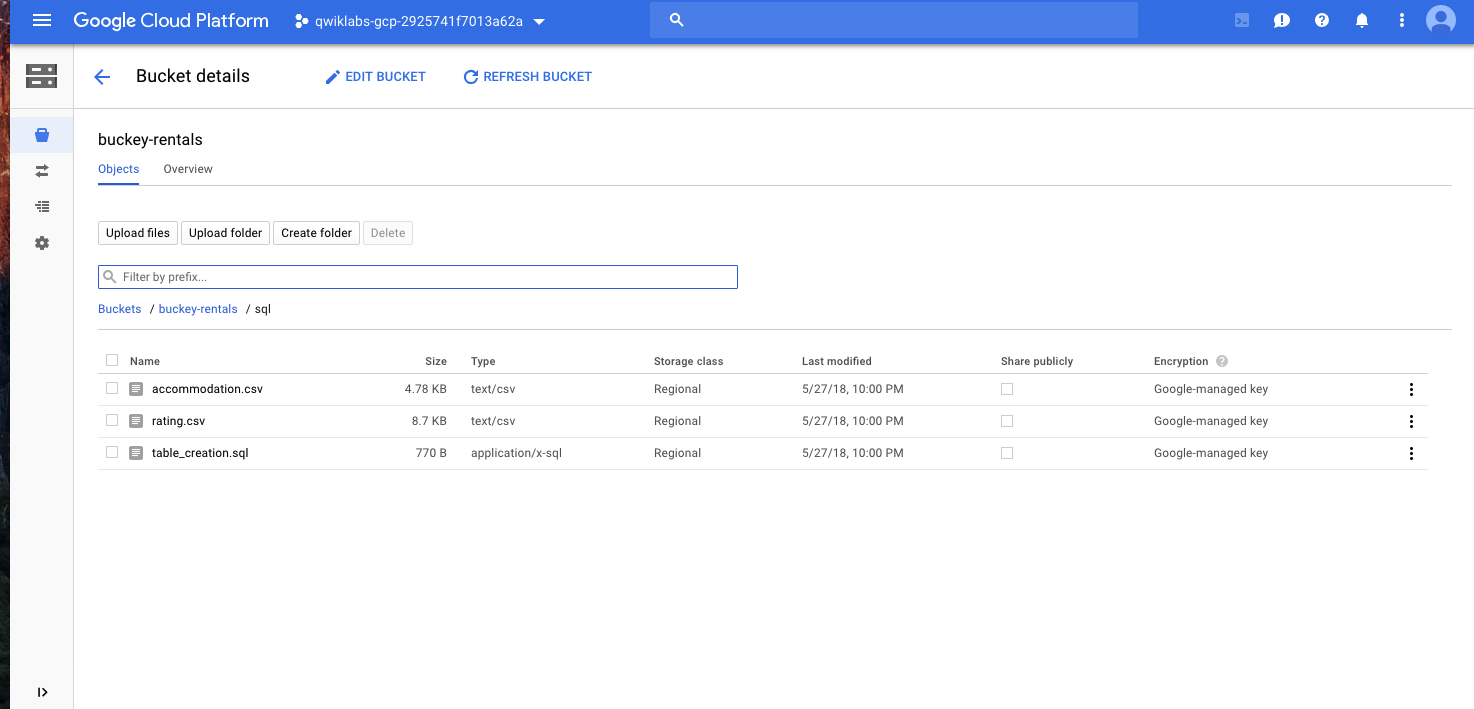 Google Cloud Platform qwiklabs-gcp-2925741f7013a62a
Bucket details EDIT BUCKET REFRESH BUCKET
buckey-rentals
Objects Overview
Upload files Upload folder Create folder Delete
Filter by prefix...
Buckets / buckey-rentals / sql
Name Size Type Storage class Last modified Share publicly Encryption ?
accommodation.csv 4.78 KB text/csv Regional 5/27/18, 10:00 PM Google-managed key
rating.csv 8.7 KB text/csv Regional 5/27/18, 10:00 PM Google-managed key
table_creation.sql 770 B application/x-sql Regional 5/27/18, 10:00 PM Google-managed key